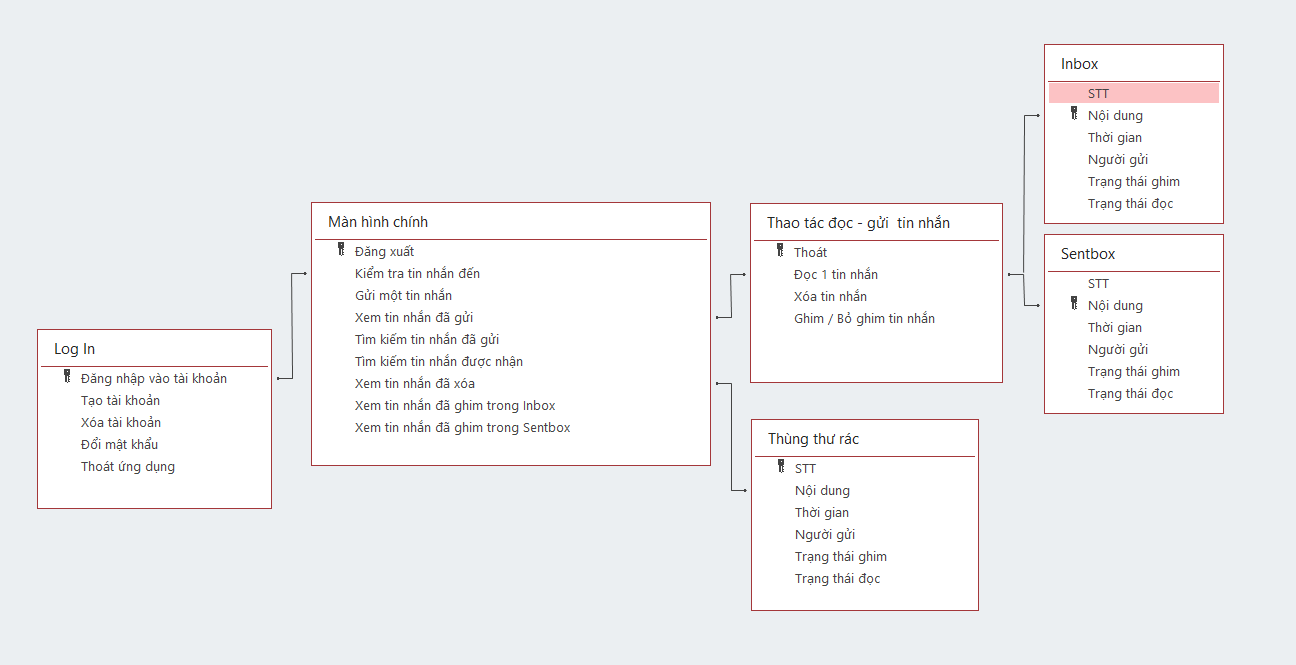 Log In
Đăng nhập vào tài khoản
Tạo tài khoản
Xóa tài khoản
Đổi mật khẩu
Thoát ứng dụng
Màn hình chính
Đăng xuất
Kiểm tra tin nhắn đến
Gửi một tin nhắn
Xem tin nhắn đã gửi
Tìm kiếm tin nhắn đã gửi
Tìm kiếm tin nhắn được nhận
Xem tin nhắn đã xóa
Xem tin nhắn đã ghim trong Inbox
Xem tin nhắn đã ghim trong Sentbox
Thao tác đọc - gửi  tin nhắn
Thoát
Đọc 1 tin nhắn
Xóa tin nhắn
Ghim / Bỏ ghim tin nhắn
Thùng thư rác
STT
Nội dung
Thời gian
Người gửi
Trạng thái ghim
Trạng thái đọc
Inbox
STT
Nội dung
Thời gian
Người gửi
Trạng thái ghim
Trạng thái đọc
Sentbox
STT
Nội dung
Thời gian
Người gửi
Trạng thái ghim
Trạng thái đọc